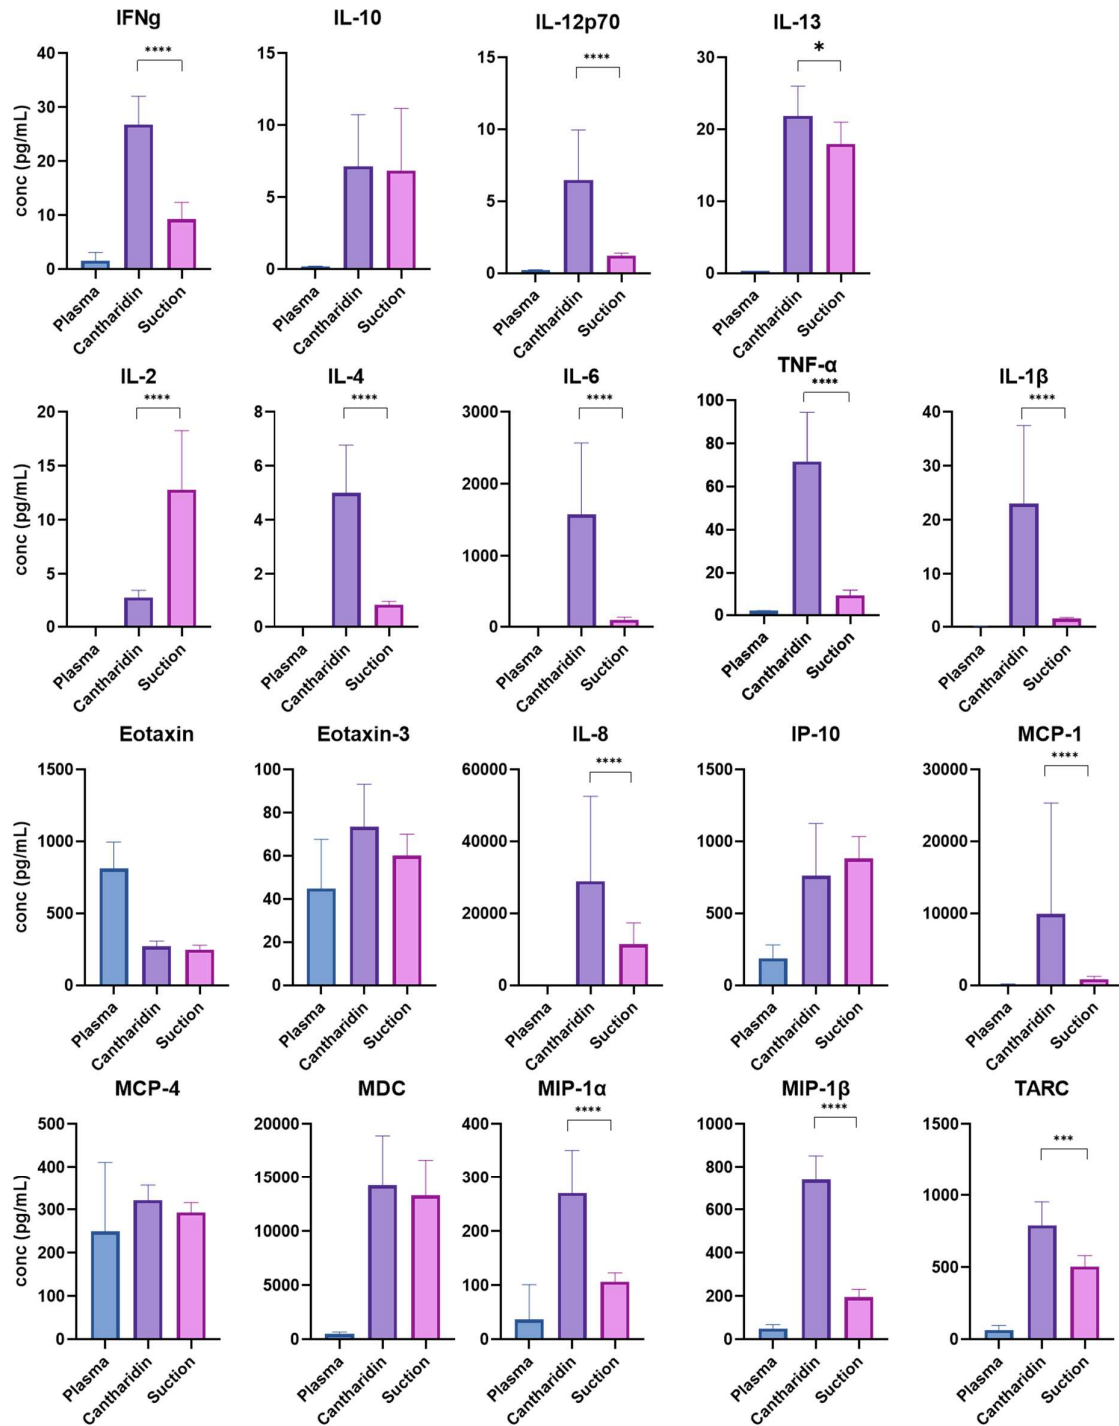 IFNg
IL-10
IL-12p70
IL-13
conc (pg/mL)
40
30
20
10
0
****
Plasma
Cantharidin
Suction
15
10
5
0
Plasma
Cantharidin
Suction
15
10
5
0
****
Plasma
Cantharidin
Suction
30
20
10
0
*
Plasma
Cantharidin
Suction
IL-2
IL-4
IL-6
TNF-α
IL-1β
conc (pg/mL)
20
15
10
5
0
****
Plasma
Cantharidin
Suction
8
6
4
2
0
****
Plasma
Cantharidin
Suction
3000
2000
1000
0
****
Plasma
Cantharidin
Suction
100
80
60
40
20
0
****
Plasma
Cantharidin
Suction
40
30
20
10
0
****
Plasma
Cantharidin
Suction
Eotaxin
Eotaxin-3
IL-8
IP-10
MCP-1
conc (pg/mL)
1500
1000
500
0
Plasma
Cantharidin
Suction
100
80
60
40
20
0
Plasma
Cantharidin
Suction
60000
40000
20000
0
****
Plasma
Cantharidin
Suction
1500
1000
500
0
Plasma
Cantharidin
Suction
30000
20000
10000
0
****
Plasma
Cantharidin
Suction
MCP-4
MDC
MIP-1α
MIP-1β
TARC
conc (pg/mL)
500
400
300
200
100
0
Plasma
Cantharidin
Suction
20000
15000
10000
5000
0
Plasma
Cantharidin
Suction
400
300
200
100
0
****
Plasma
Cantharidin
Suction
1000
800
600
400
200
0
****
Plasma
Cantharidin
Suction
1500
1000
500
0
***
Plasma
Cantharidin
Suction